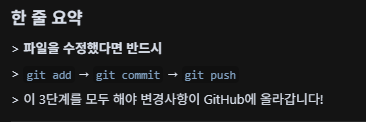 한 줄 요약
> 파일을 수정했다면 반드시
> git add → git commit → git push
> 이 3단계를 모두 해야 변경사항이 GitHub에 올라갑니다!